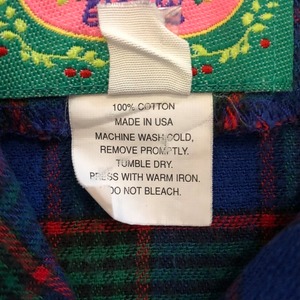 100% COTTON
MADE IN USA
MACHINE WASH COLD,
REMOVE PROMPTLY.
TUMBLE DRY.
PRESS WITH WARM IRON.
DO NOT BLEACH.